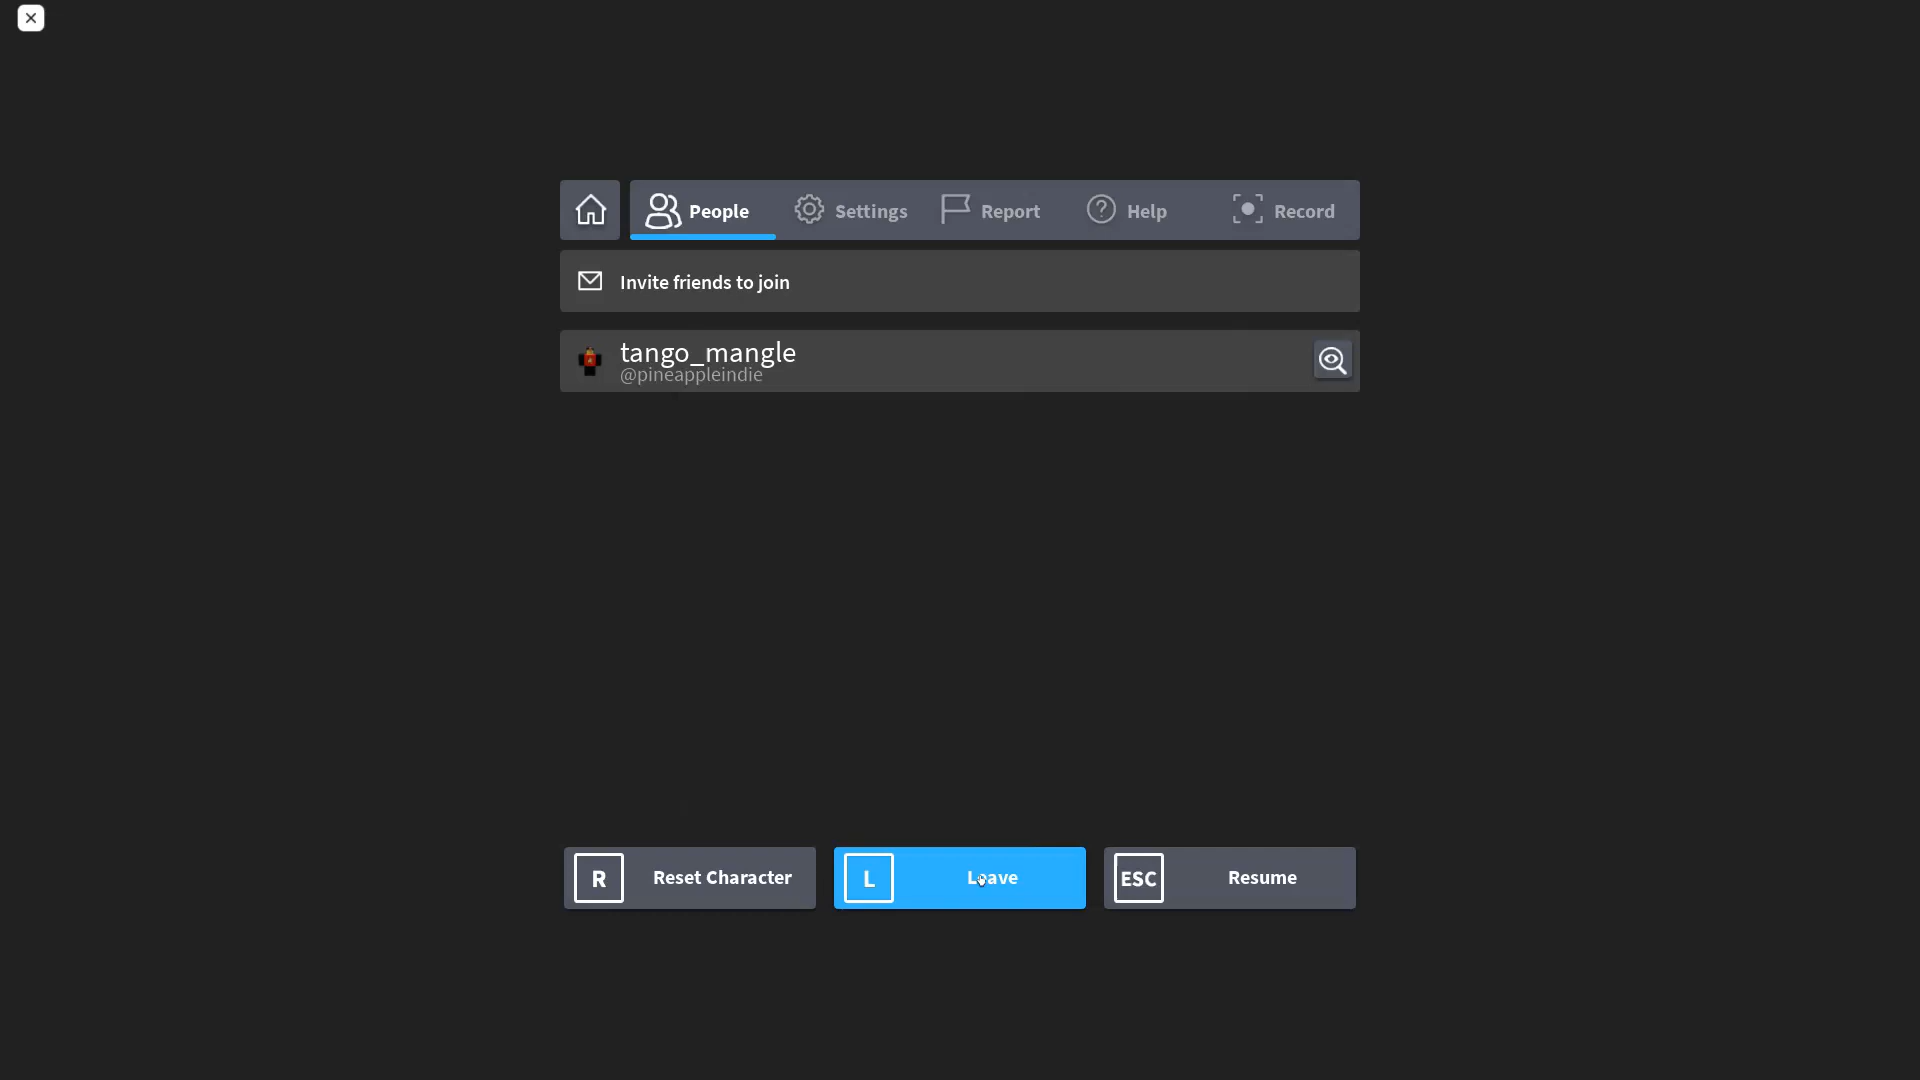 People
Settings
Report
Help
Record
Invite friends to join
tango_mangle
@pineappleindie
R
Reset Character
L
Leave
ESC
Resume